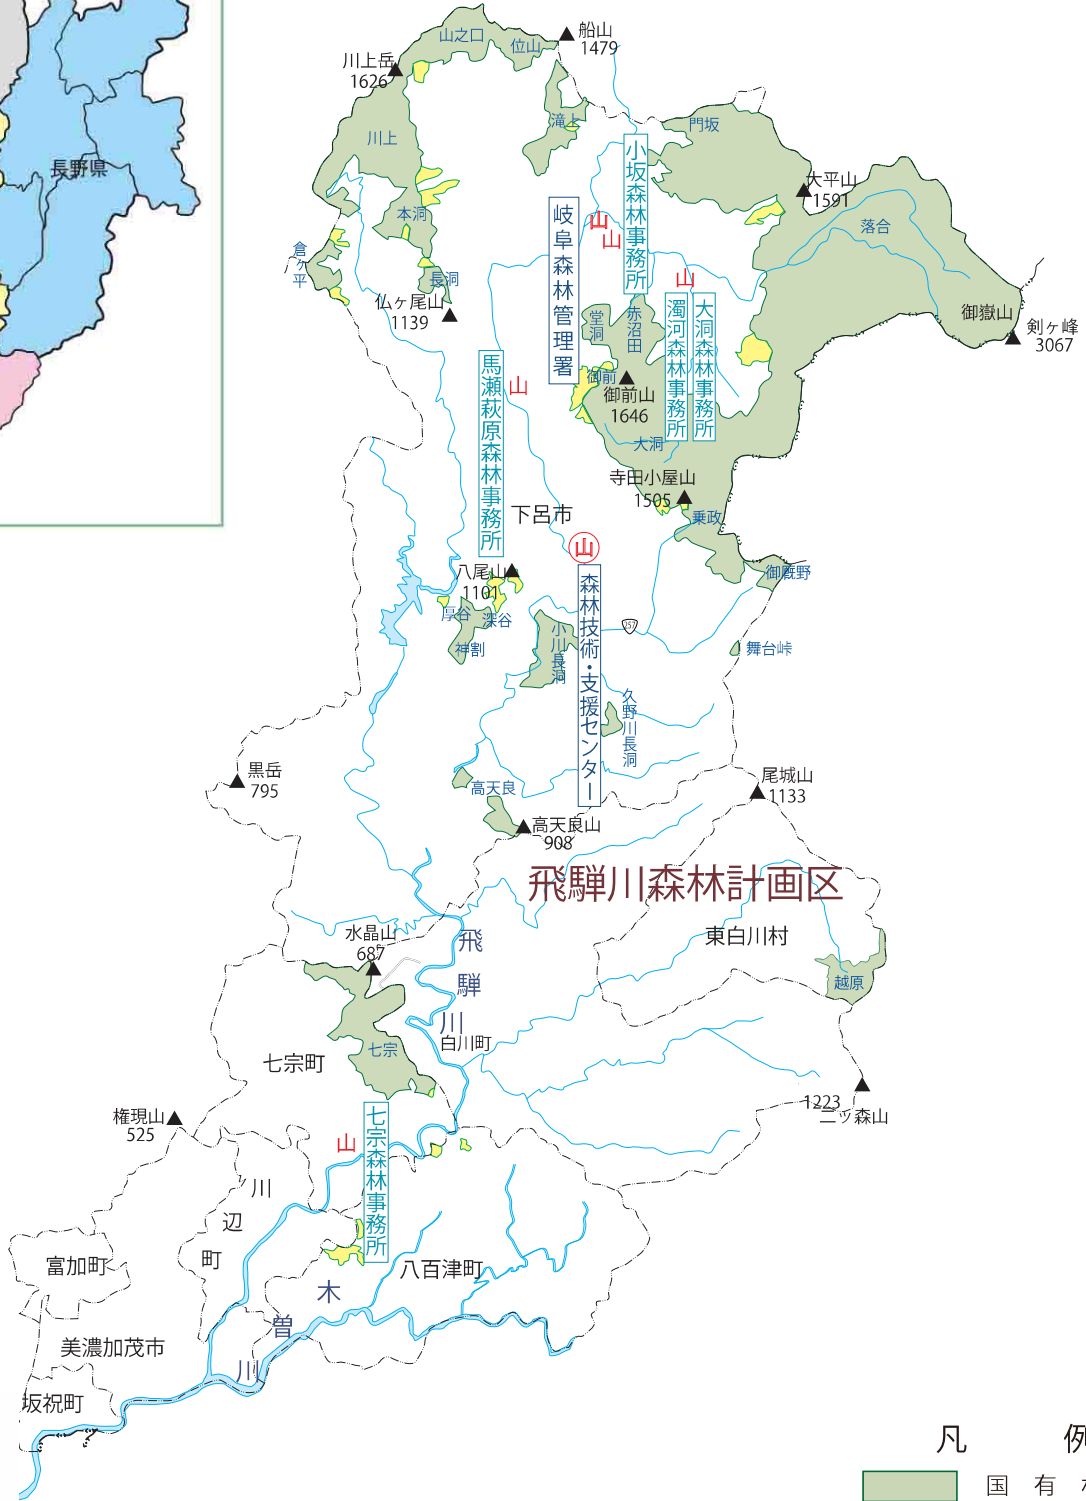 長野県
山之口
位山
船山
1479
川上岳
1626
川上
滝上
門坂
小坂森林事務所
大平山
1591
落合
岐阜森林管理署
山
山
山
本洞
倉ヶ平
長洞
仏ヶ尾山
1139
御嶽山
剣ヶ峰
3067
堂洞
赤沼田
濁河森林事務所
大洞森林事務所
馬瀬萩原森林事務所
山
御前
御前山
1646
大洞
寺田小屋山
1505
乗政
下呂市
山
八尾山
1101
森林技術・支援センター
御厩野
厚谷
深谷
神割
小川長洞
257
舞台峠
久野川長洞
黒岳
795
高天良
尾城山
1133
高天良山
908
飛騨川森林計画区
東白川村
水晶山
687
飛騨川
越原
白川町
七宗
七宗町
1223
二ッ森山
権現山
525
山
七宗森林事務所
川辺町
富加町
八百津町
木曽川
美濃加茂市
坂祝町
凡 例
国 有